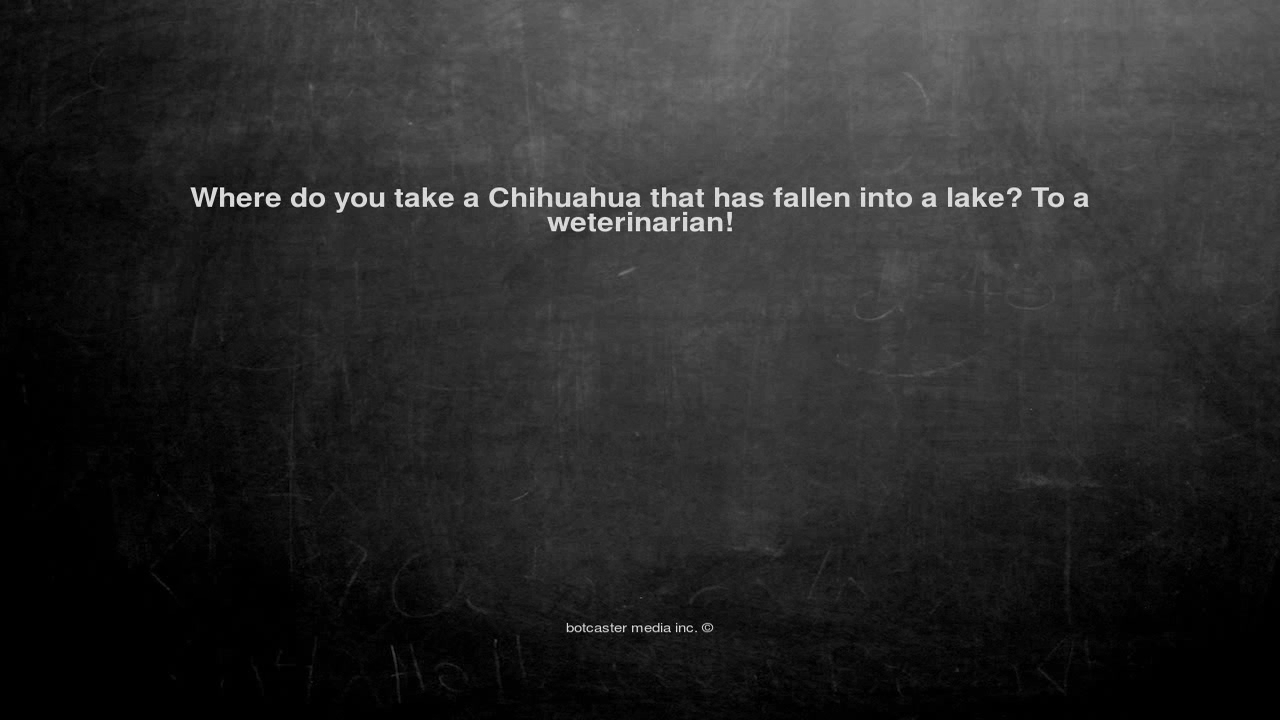 Where do you take a Chihuahua that has fallen into a lake? To a
weterinarian!
botcaster media inc. ©